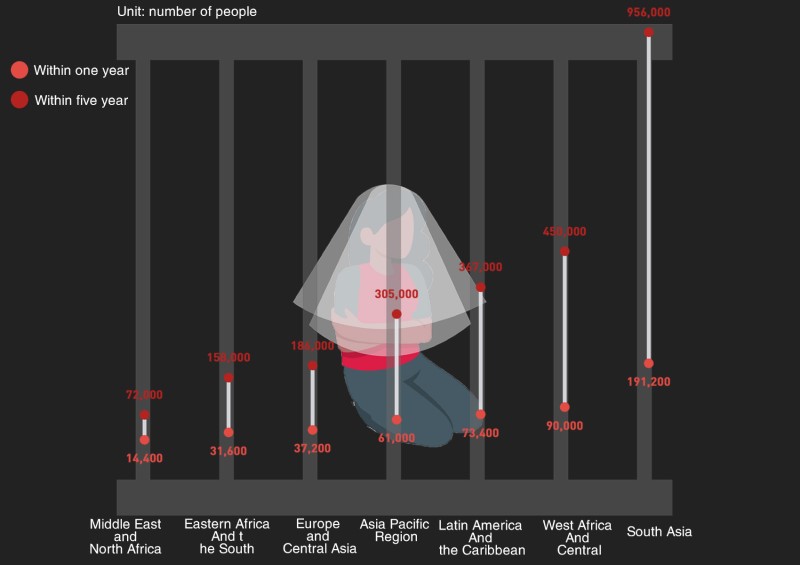 Unit: number of people
956,000
Within one year
Within five year
450,000
369,000
305,000
158,000
72,000
191,200
90,000
73,400
61,000
37,200
31,600
14,400
Middle East
and
North Africa
Eastern Africa
And t
he South
Europe
and
Central Asia
Asia Pacific
Region
Latin America
And
the Caribbean
West Africa
And
Central
South Asia